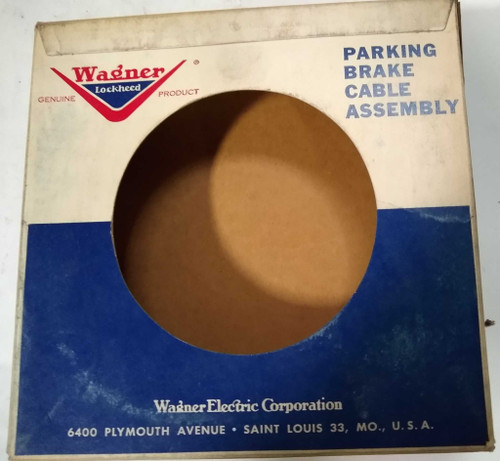 Wagner
Lockheed
GENUINE PRODUCT
®
PARKING
BRAKE
CABLE
ASSEMBLY
Wagner Electric Corporation
6400 PLYMOUTH AVENUE • SAINT LOUIS 33, MO., U.S.A.